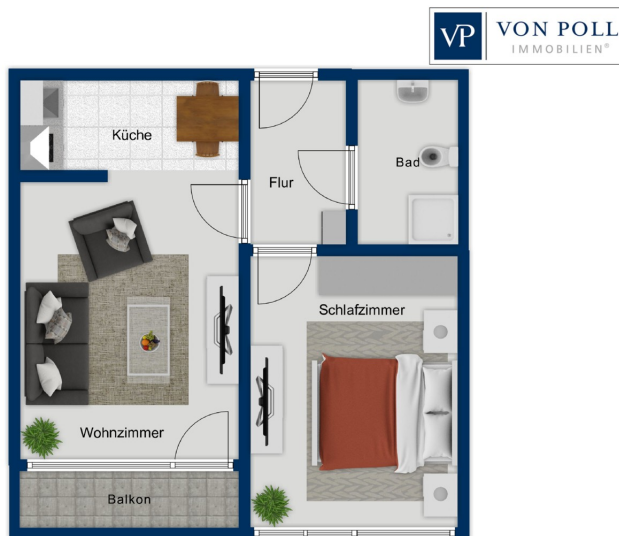 VP VON POLL
IMMOBILIEN®
Küche
Flur
Bad
Schlafzimmer
Wohnzimmer
Balkon